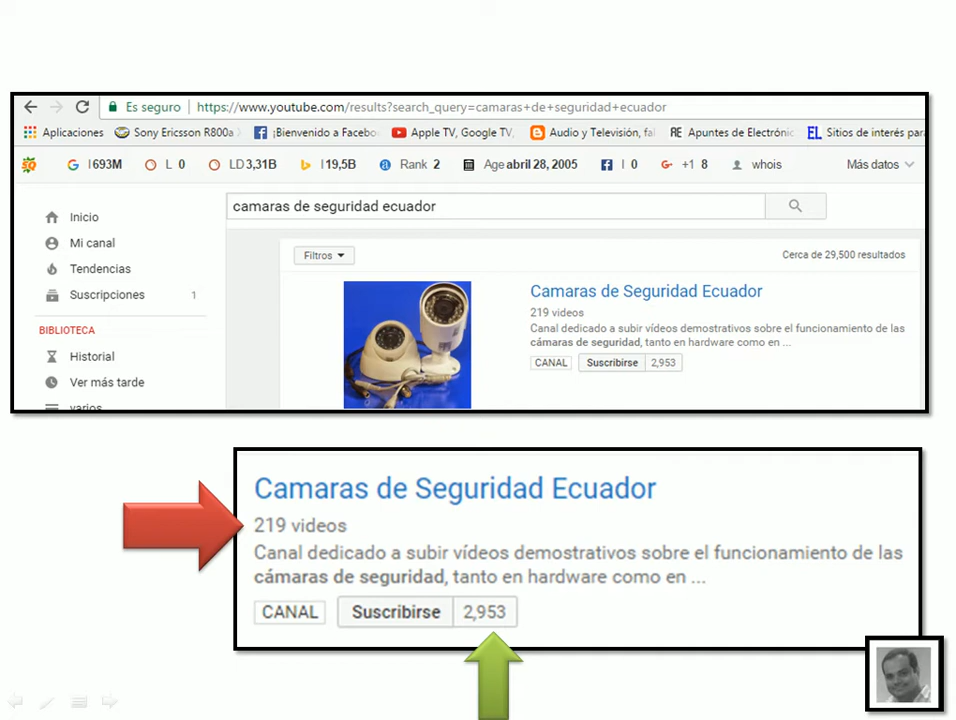 Es seguro | https://www.youtube.com/results?search_query=camaras+de+seguridad+ecuador
Aplicaciones Sony Ericsson R800a ¡Bienvenido a Facebo Apple TV, Google TV, Audio y Televisión, fal Apuntes de Electrónic Sitios de interés par
I 693M L 0 LD 3,31B I 19,5B Rank 2 Age abril 28, 2005 I 0 +1 8 whois Más datos
camaras de seguridad ecuador
Inicio
Mi canal
Tendencias
Suscripciones 1
BIBLIOTECA
Historial
Ver más tarde
varios
Filtros Cerca de 29,500 resultados
Camaras de Seguridad Ecuador
219 videos
Canal dedicado a subir vídeos demostrativos sobre el funcionamiento de las
cámaras de seguridad, tanto en hardware como en ...
CANAL Suscribirse 2,953
Camaras de Seguridad Ecuador
219 videos
Canal dedicado a subir vídeos demostrativos sobre el funcionamiento de las
cámaras de seguridad, tanto en hardware como en ...
CANAL Suscribirse 2,953